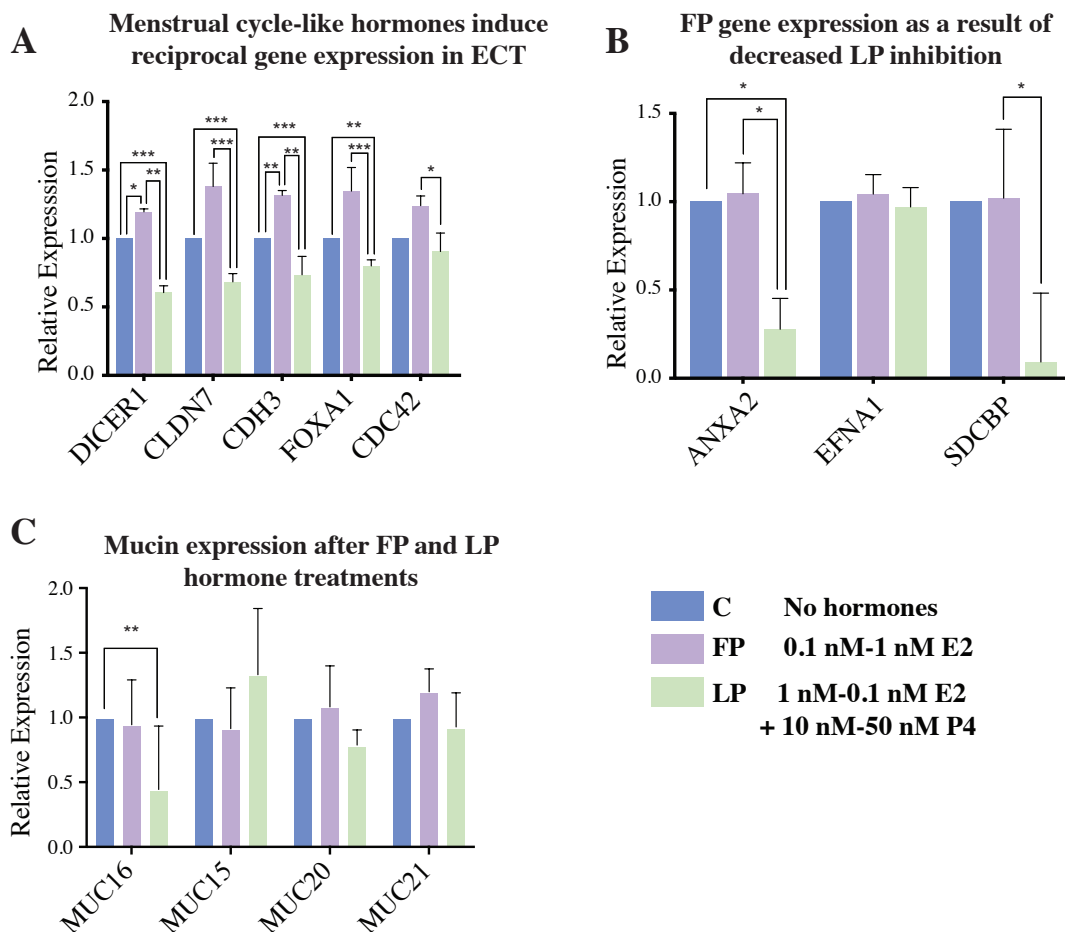 A
Menstrual cycle-like hormones induce
reciprocal gene expression in ECT
Relative Expression
2.0
1.5
1.0
0.5
0.0
***
*
**
***
***
***
**
**
**
***
*
DICER1
CLDN7
CDH3
FOXA1
CDC42
B
FP gene expression as a result of
decreased LP inhibition
Relative Expression
1.5
1.0
0.5
0.0
*
*
*
ANXA2
EFNA1
SDCBP
C
Mucin expression after FP and LP
hormone treatments
Relative Expression
2.0
1.5
1.0
0.5
0.0
**
MUC16
MUC15
MUC20
MUC21
C No hormones
FP 0.1 nM-1 nM E2
LP 1 nM-0.1 nM E2
+ 10 nM-50 nM P4